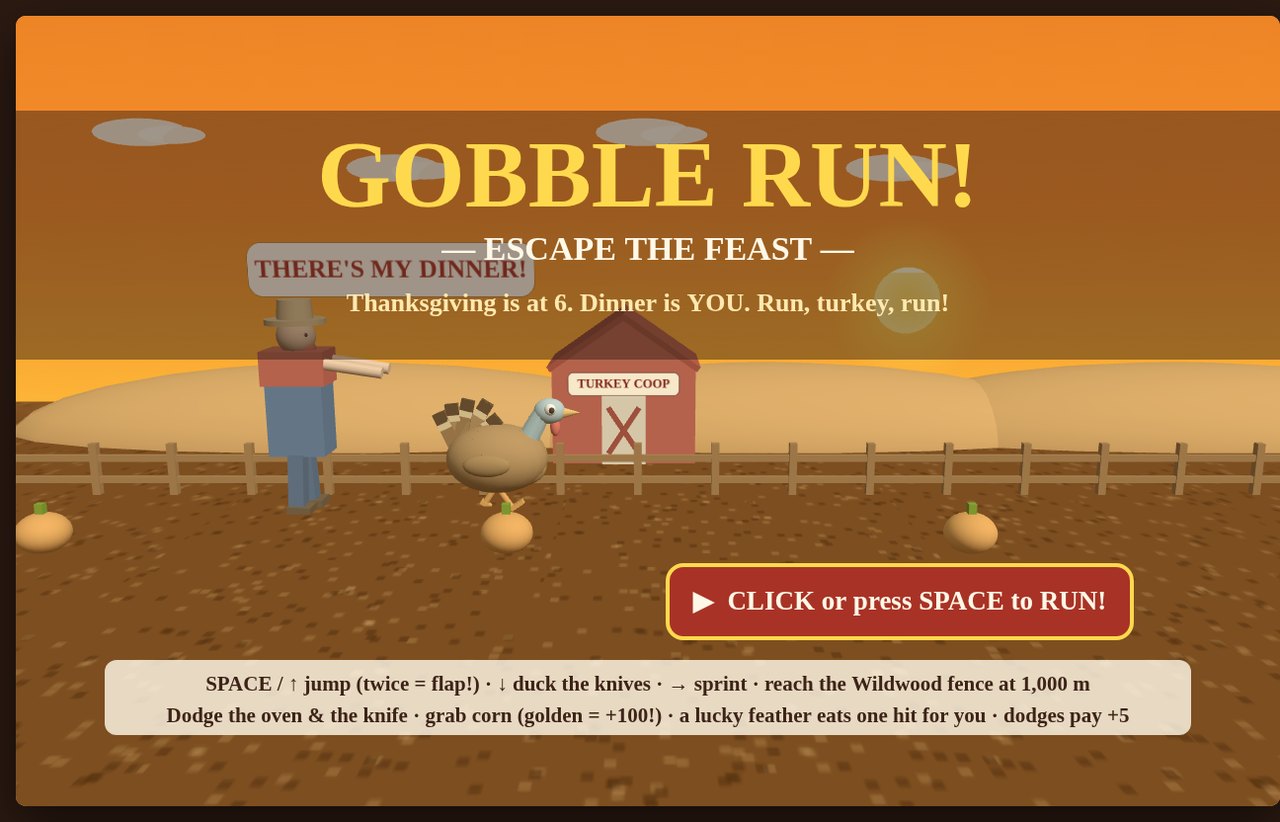 GOBBLE RUN!
— ESCAPE THE FEAST —
THERE'S MY DINNER!
Thanksgiving is at 6. Dinner is YOU. Run, turkey, run!
TURKEY COOP
▶ CLICK or press SPACE to RUN!
SPACE / ↑ jump (twice = flap!) · ↓ duck the knives · → sprint · reach the Wildwood fence at 1,000 m
Dodge the oven & the knife · grab corn (golden = +100!) · a lucky feather eats one hit for you · dodges pay +5